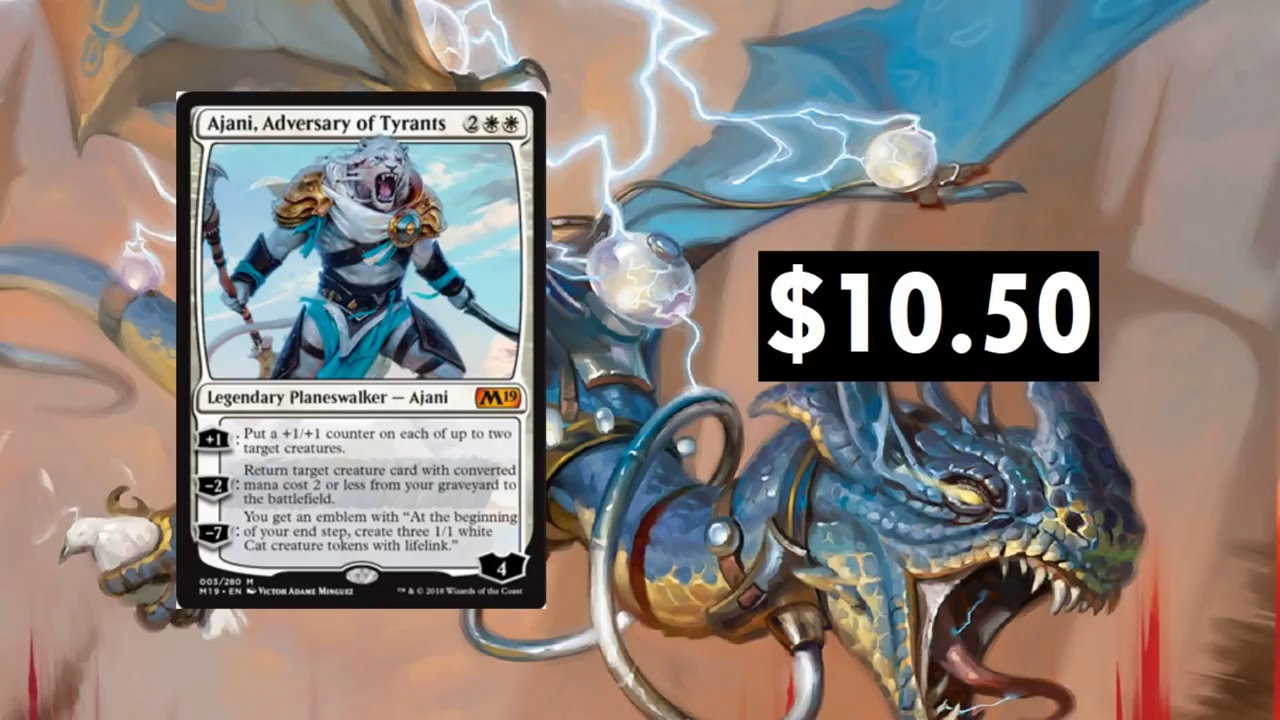 Ajani, Adversary of Tyrants 2
Legendary Planeswalker — Ajani M19
+1 : Put a +1/+1 counter on each of up to two
target creatures.
Return target creature card with converted
−2 : mana cost 2 or less from your graveyard to
the battlefield.
You get an emblem with “At the beginning
−7 : of your end step, create three 1/1 white
Cat creature tokens with lifelink.”
4
003/280 M
M19 • EN Victor Adame Minguez ™ & © 2018 Wizards of the Coast
$10.50